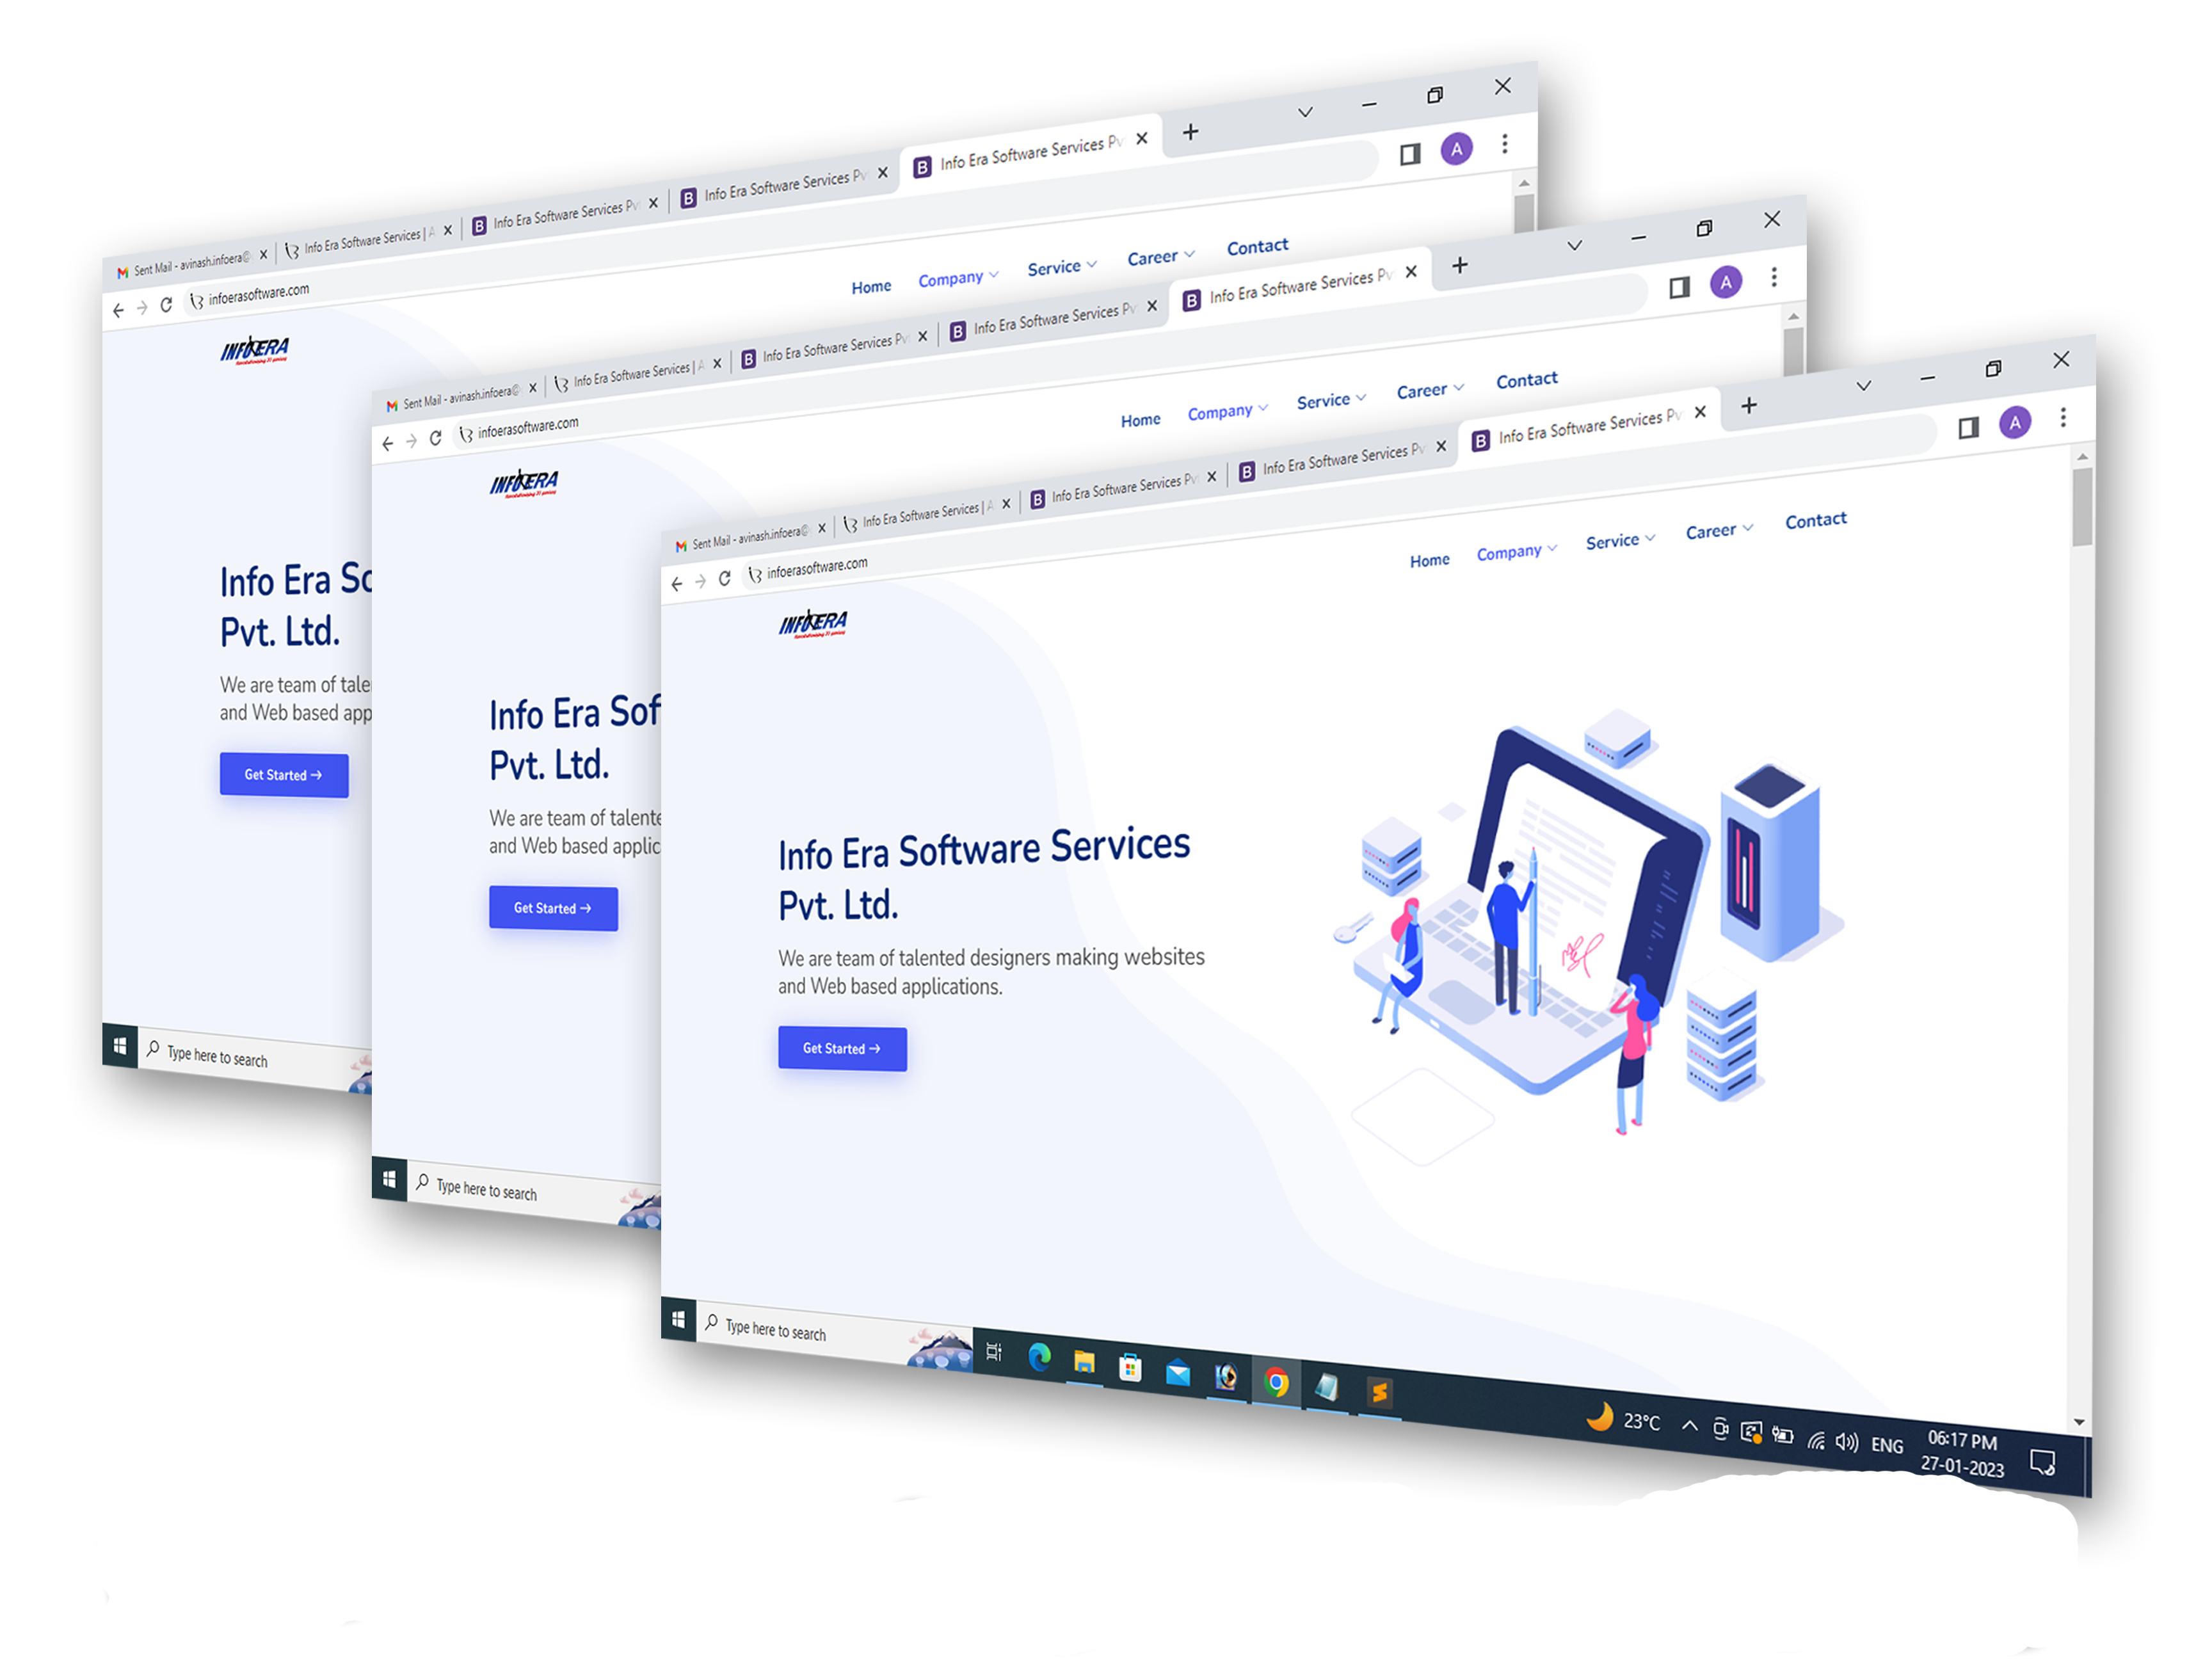 Sent Mail - avinash.infoera@
Info Era Software Services | A
Info Era Software Services Pv
Info Era Software Services Pv
Info Era Software Services Pv
A
infoerasoftware.com
INFOERA
Home
Company
Service
Career
Contact
Info Era So
Pvt. Ltd.
We are team of tale
and Web based app
Get Started →
Type here to search
Sent Mail - avinash.infoera@
Info Era Software Services | A
Info Era Software Services Pv
Info Era Software Services Pv
Info Era Software Services Pv
A
infoerasoftware.com
INFOERA
Home
Company
Service
Career
Contact
Info Era Sof
Pvt. Ltd.
We are team of talente
and Web based applic
Get Started →
Type here to search
Sent Mail - avinash.infoera@
Info Era Software Services | A
Info Era Software Services Pv
Info Era Software Services Pv
Info Era Software Services Pv
A
infoerasoftware.com
INFOERA
Home
Company
Service
Career
Contact
Info Era Software Services
Pvt. Ltd.
We are team of talented designers making websites
and Web based applications.
Get Started →
Type here to search
23°C
ENG
06:17 PM
27-01-2023